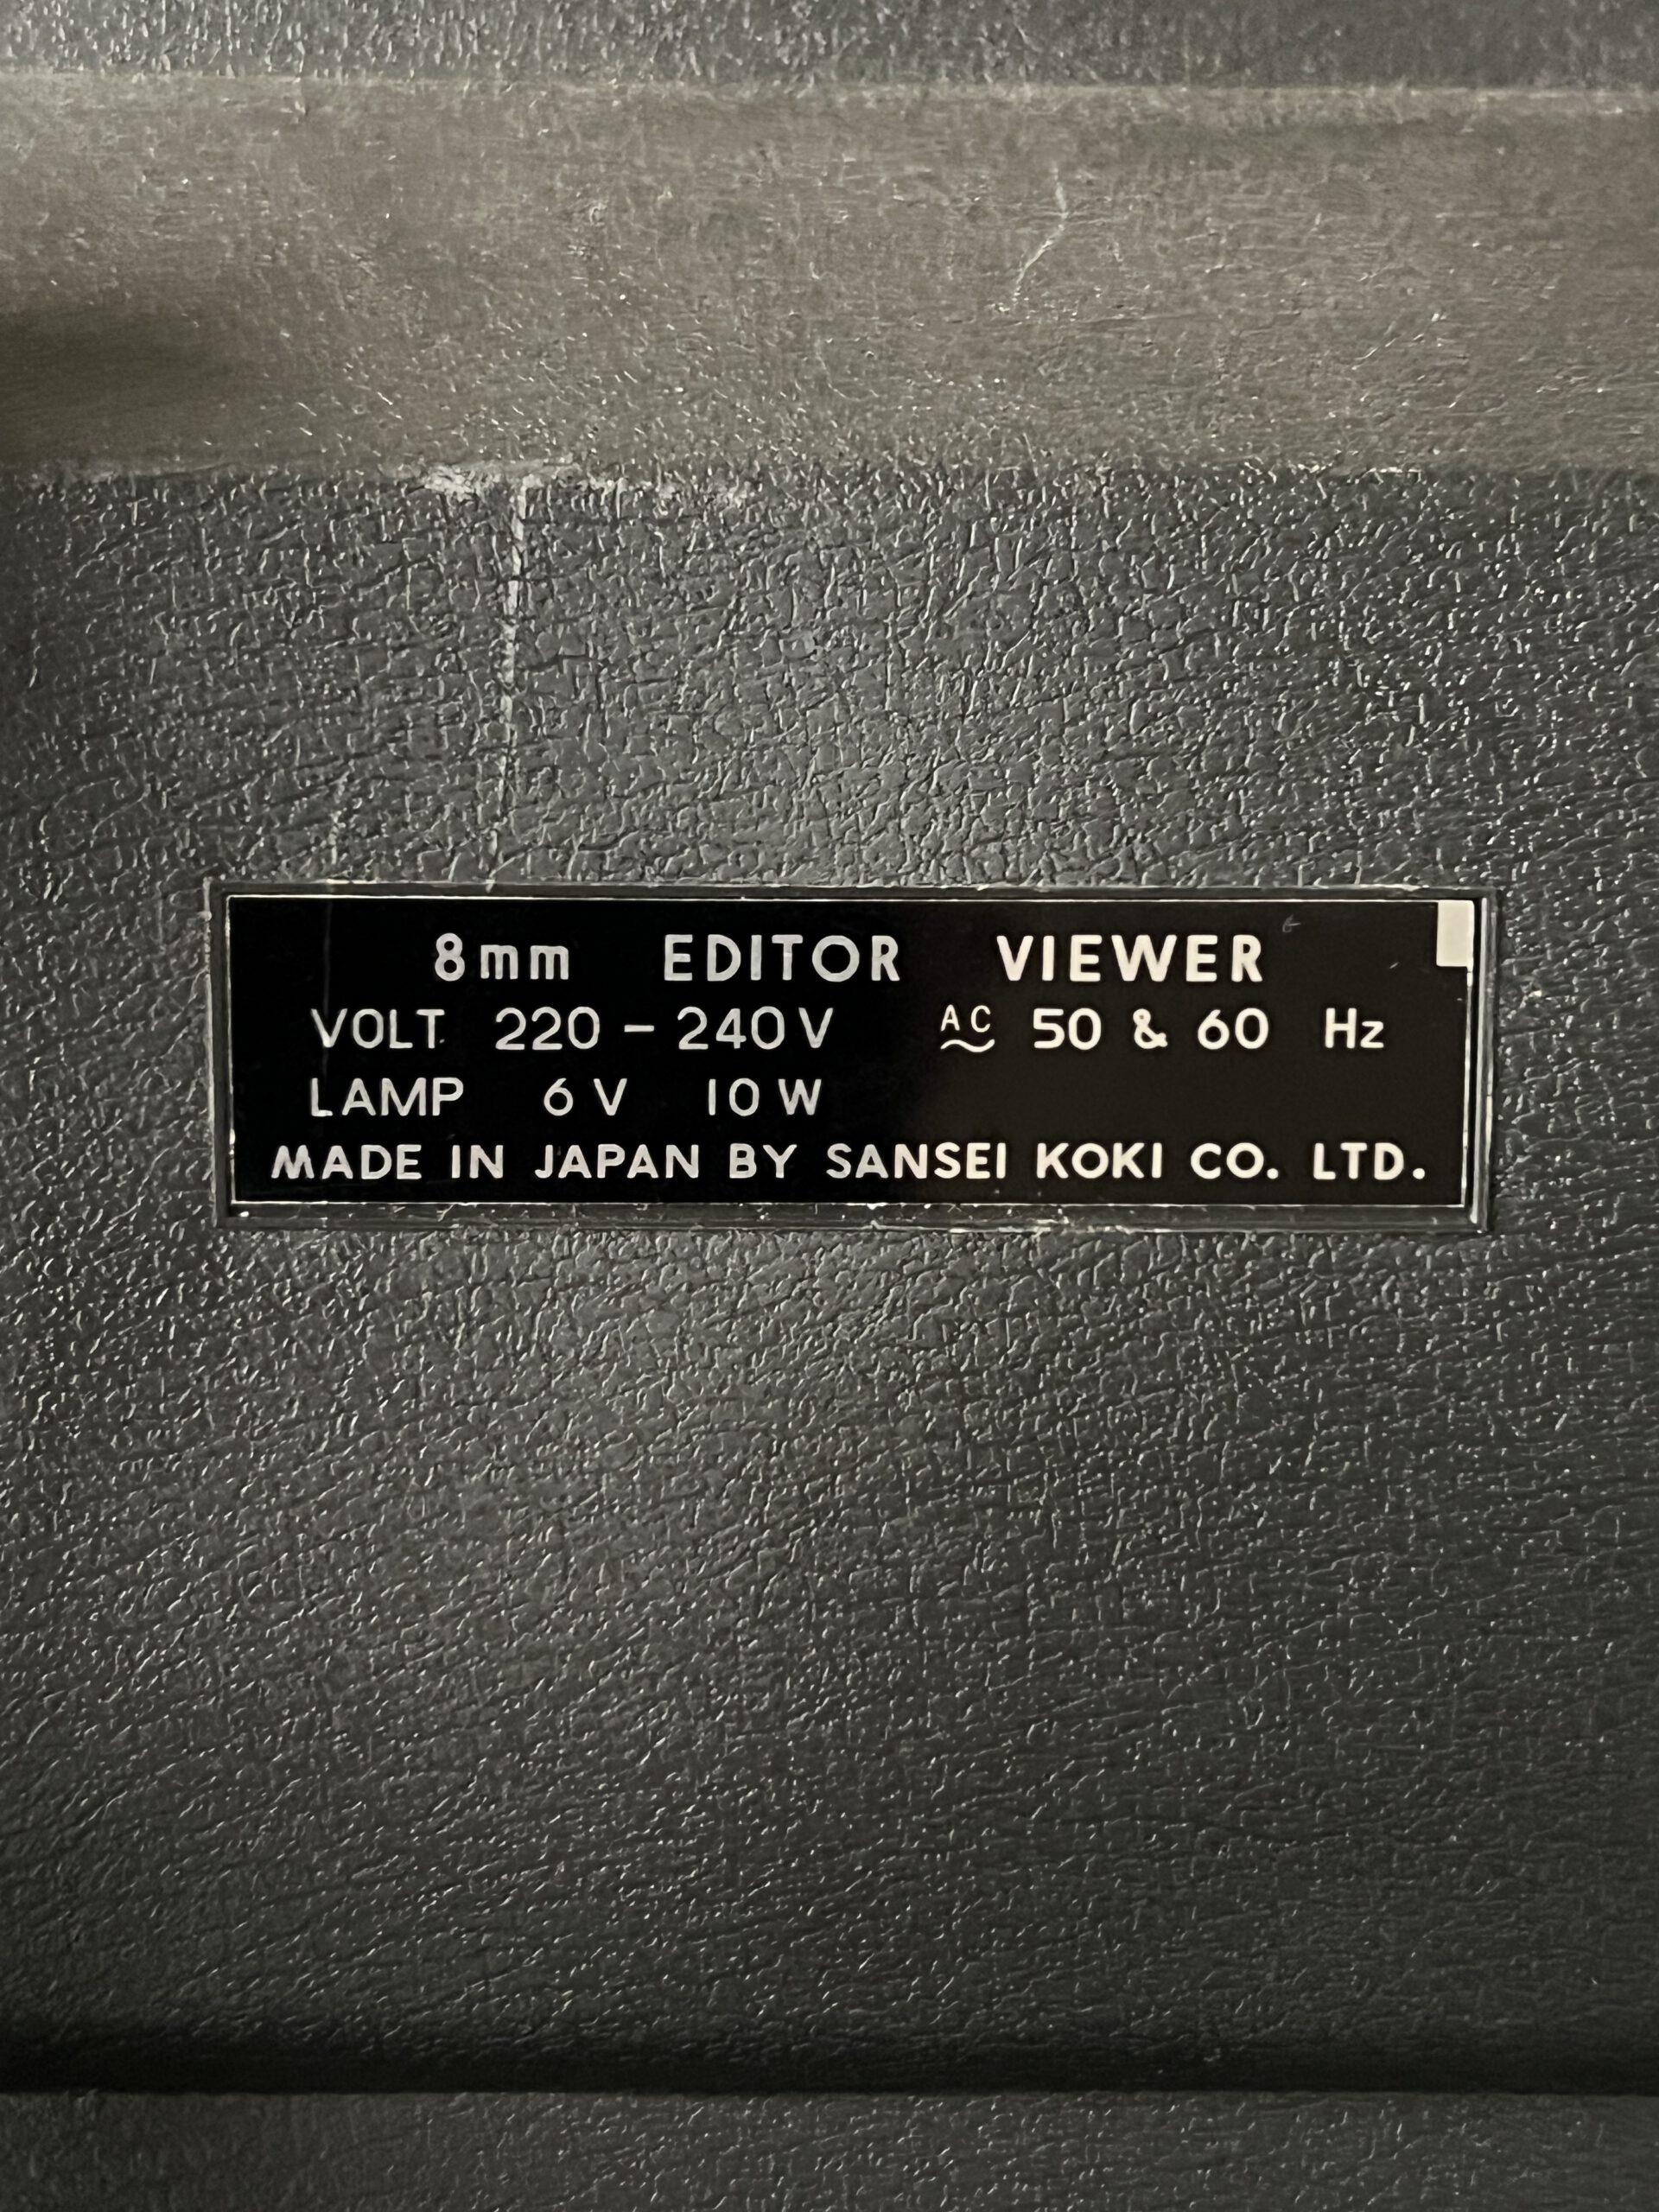 8mm EDITOR VIEWER
VOLT 220 – 240V AC 50 & 60 Hz
LAMP 6V 10W
MADE IN JAPAN BY SANSEI KOKI CO. LTD.